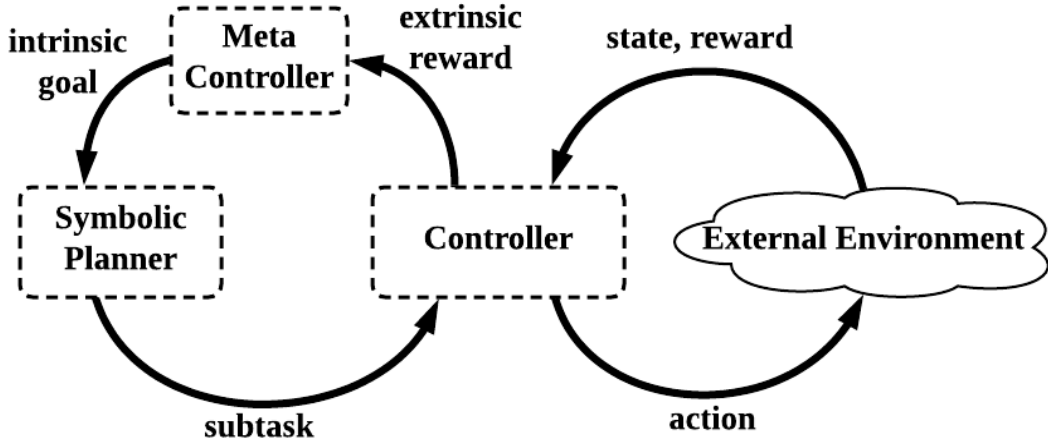 intrinsic
goal
Meta
Controller
extrinsic
reward
state, reward
Symbolic
Planner
Controller
External Environment
subtask
action